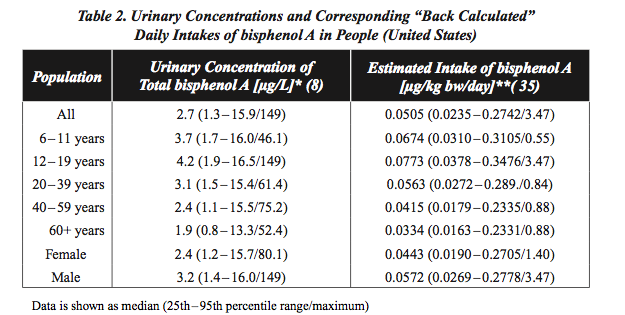 Table 2. Urinary Concentrations and Corresponding “Back Calculated”
Daily Intakes of bisphenol A in People (United States)
Population Urinary Concentration of Total bisphenol A [µg/L]* (8) Estimated Intake of bisphenol A [µg/kg bw/day]**( 35)
All 2.7 (1.3–15.9/149) 0.0505 (0.0235–0.2742/3.47)
6–11 years 3.7 (1.7–16.0/46.1) 0.0674 (0.0310–0.3105/0.55)
12–19 years 4.2 (1.9–16.5/149) 0.0773 (0.0378–0.3476/3.47)
20–39 years 3.1 (1.5–15.4/61.4) 0.0563 (0.0272–0.289./0.84)
40–59 years 2.4 (1.1–15.5/75.2) 0.0415 (0.0179–0.2335/0.88)
60+ years 1.9 (0.8–13.3/52.4) 0.0334 (0.0163–0.2331/0.88)
Female 2.4 (1.2–15.7/80.1) 0.0443 (0.0190–0.2705/1.40)
Male 3.2 (1.4–16.0/149) 0.0572 (0.0269–0.2778/3.47)
Data is shown as median (25th–95th percentile range/maximum)